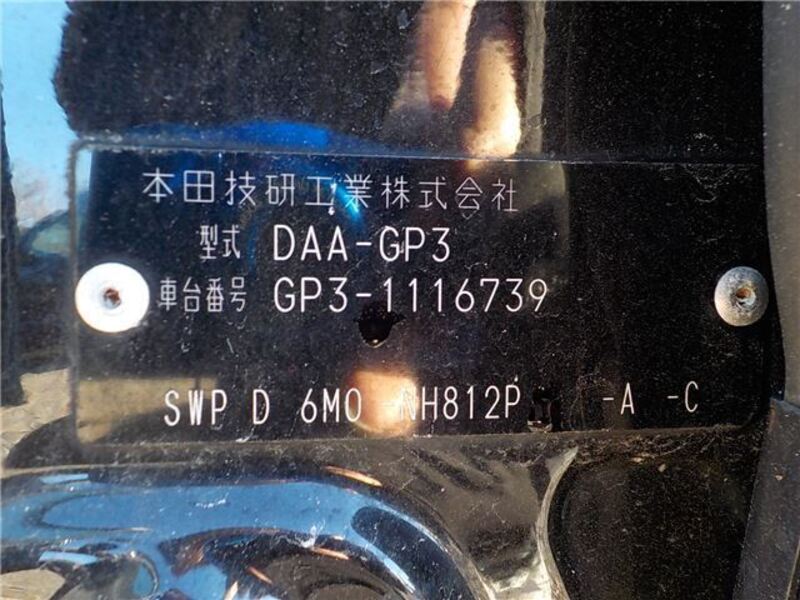 本田技研工業株式会社
型式 DAA-GP3
車台番号 GP3-1116739
SWP D 6M0 -NH812P -A -C